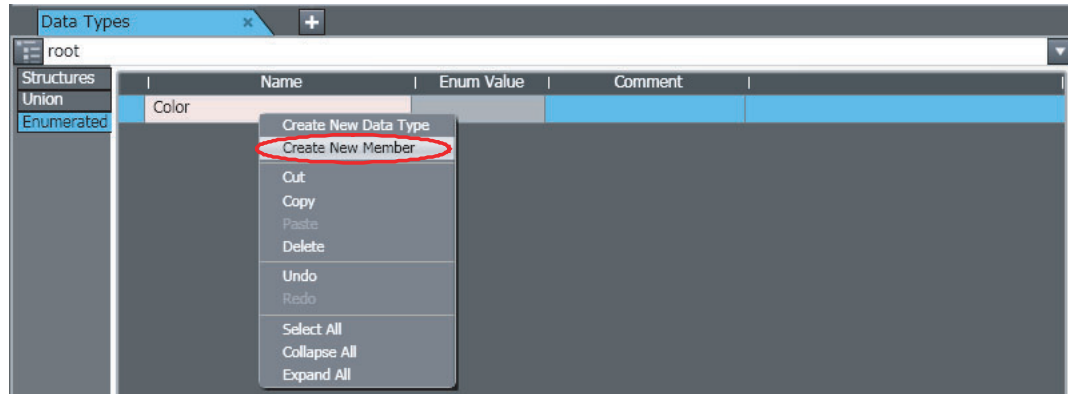 Data Types × +
root
Structures
Union
Enumerated
Name Enum Value Comment
Color
Create New Data Type
Create New Member
Cut
Copy
Paste
Delete
Undo
Redo
Select All
Collapse All
Expand All